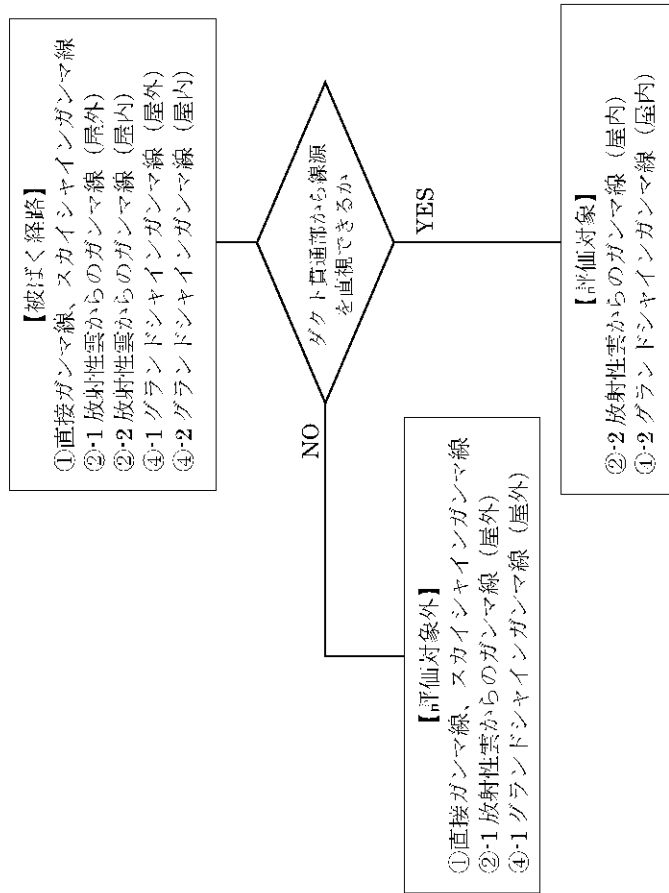 【被ばく経路】
①直接ガンマ線、スカイシャインガンマ線
②-1 放射性雲からのガンマ線（屋外）
②-2 放射性雲からのガンマ線（屋内）
④-1 グランドシャインガンマ線（屋外）
④-2 グランドシャインガンマ線（屋内）
ダクト貫通部から線源
を直視できるか
NO
YES
【評価対象外】
①直接ガンマ線、スカイシャインガンマ線
②-1 放射性雲からのガンマ線（屋外）
④-1 グランドシャインガンマ線（屋外）
【評価対象】
②-2 放射性雲からのガンマ線（屋内）
④-2 グランドシャインガンマ線（屋内）